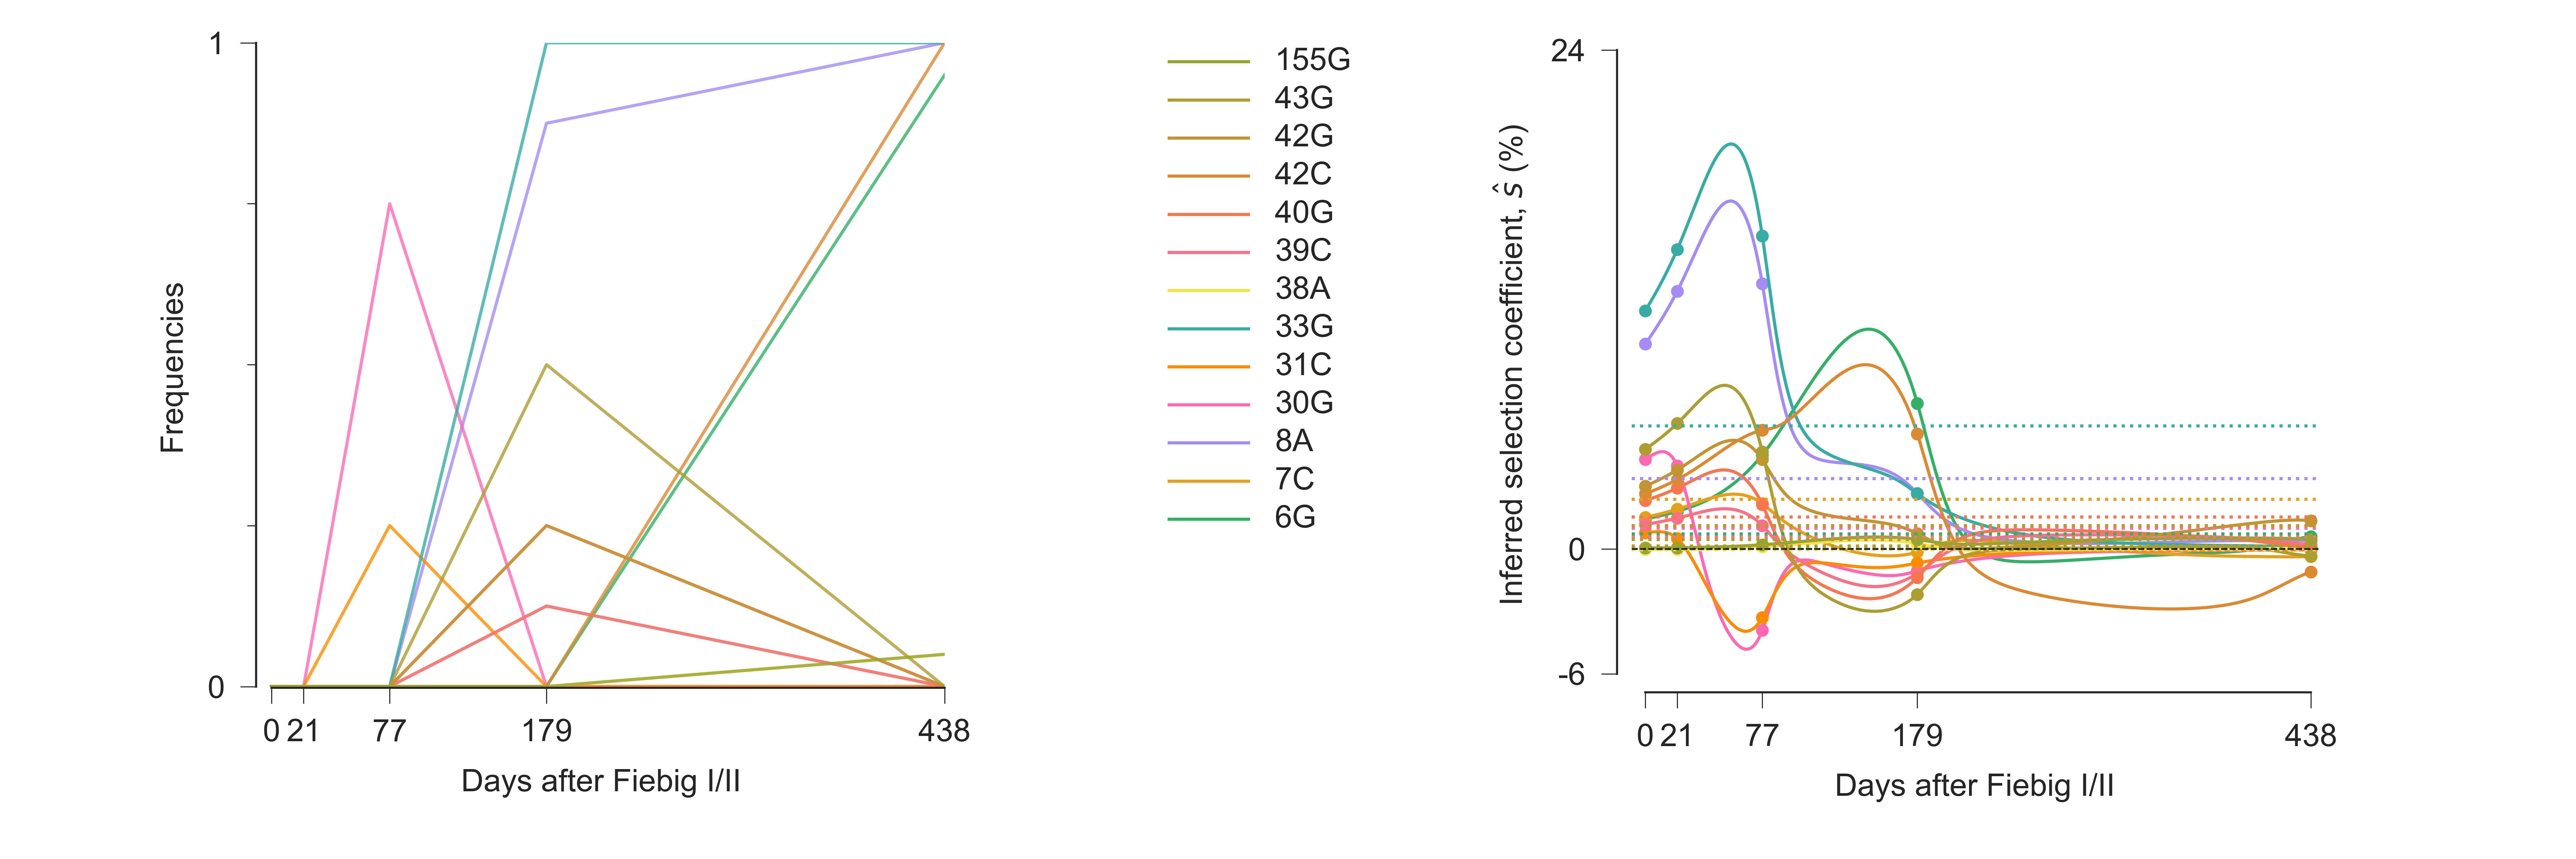 1
0
Frequencies
0 21 77 179 438
Days after Fiebig I/II
155G
43G
42G
42C
40G
39C
38A
33G
31C
30G
8A
7C
6G
24
0
-6
Inferred selection coefficient, ŝ (%)
0 21 77 179 438
Days after Fiebig I/II